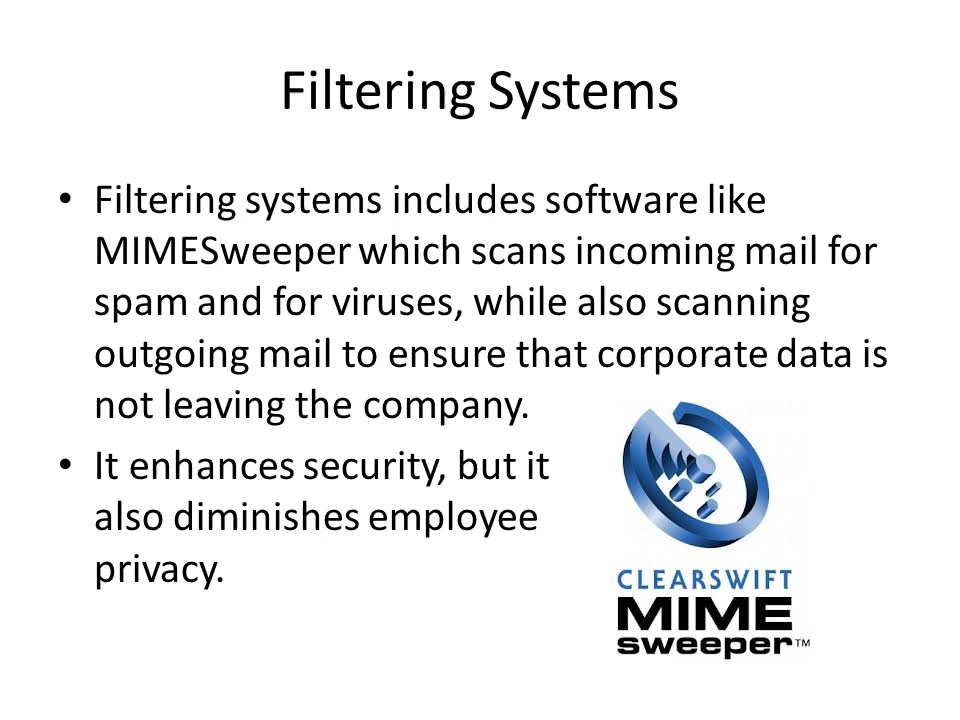 Filtering Systems
• Filtering systems includes software like
MIMESweeper which scans incoming mail for
spam and for viruses, while also scanning
outgoing mail to ensure that corporate data is
not leaving the company.
• It enhances security, but it
also diminishes employee
privacy.
CLEARSWIFT
MIME
sweeper™